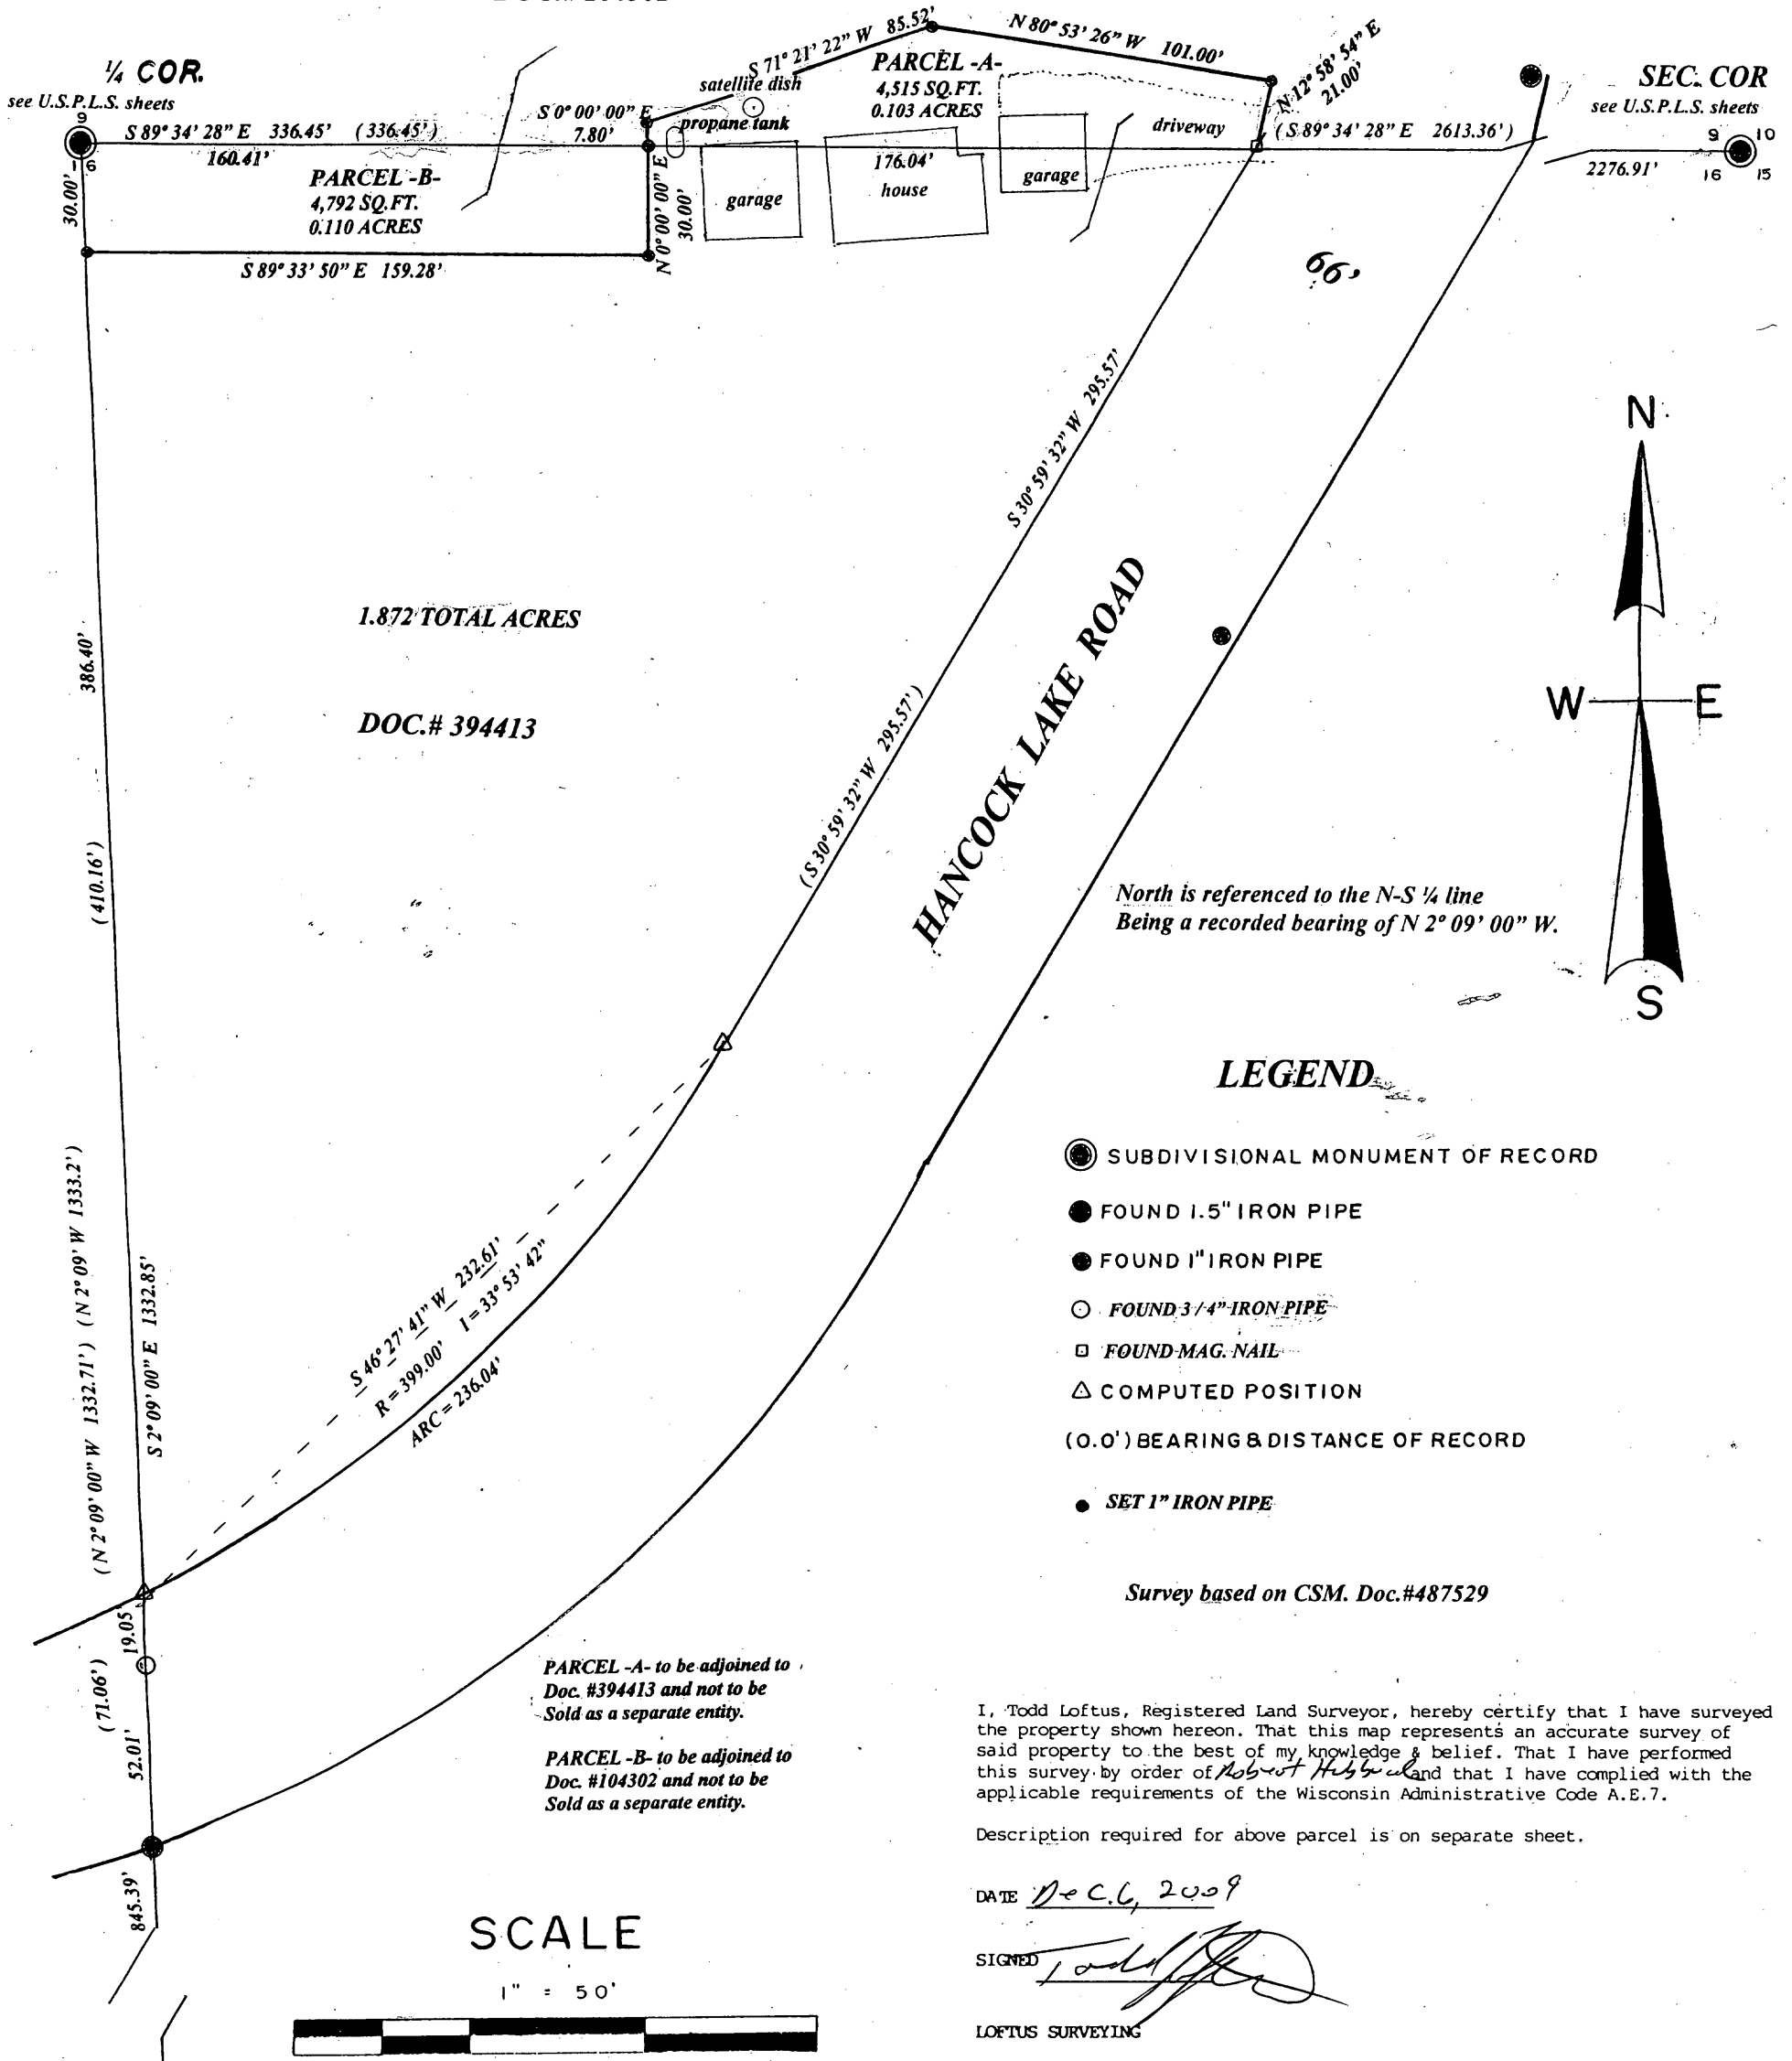 S 71° 21' 22" W 85.52'
N 80° 53' 26" W 101.00'
N 12° 58' 54" E
21.00'
¼ COR.
see U.S.P.L.S. sheets
9
16
S 89° 34' 28" E 336.45' (336.45')
160.41'
30.00'
PARCEL -B-
4,792 SQ.FT.
0.110 ACRES
S 89° 33' 50" E 159.28'
S 0° 00' 00" E
7.80'
N 0° 00' 00" E
30.00'
satellite dish
propane tank
PARCEL -A-
4,515 SQ.FT.
0.103 ACRES
garage
176.04'
house
garage
driveway
(S 89° 34' 28" E 2613.36')
SEC. COR
see U.S.P.L.S. sheets
9 10
16 15
2276.91'
66'
S 30° 59' 32" W 295.57'
(S 30° 59' 32" W 295.57')
HANCOCK LAKE ROAD
1.872 TOTAL ACRES
DOC.# 394413
386.40'
(410.16')
N
W E
S
North is referenced to the N-S ¼ line
Being a recorded bearing of N 2° 09' 00" W.
LEGEND
SUBDIVISIONAL MONUMENT OF RECORD
FOUND 1.5" IRON PIPE
FOUND 1" IRON PIPE
FOUND 3/4" IRON PIPE
FOUND MAG. NAIL
COMPUTED POSITION
(0.0') BEARING & DISTANCE OF RECORD
SET 1" IRON PIPE
(N 2° 09' 00" W 1332.71') (N 2° 09' W 1333.2')
S 2° 09' 00" E 1332.85'
S 46° 27' 41" W 232.61'
R = 399.00' I = 33° 53' 42"
ARC = 236.04'
19.05'
(71.06')
52.01'
845.39'
Survey based on CSM. Doc.#487529
PARCEL -A- to be adjoined to
Doc. #394413 and not to be
Sold as a separate entity.
PARCEL -B- to be adjoined to
Doc. #104302 and not to be
Sold as a separate entity.
I, Todd Loftus, Registered Land Surveyor, hereby certify that I have surveyed
the property shown hereon. That this map represents an accurate survey of
said property to the best of my knowledge & belief. That I have performed
this survey by order of Robert and that I have complied with the
applicable requirements of the Wisconsin Administrative Code A.E.7.
Description required for above parcel is on separate sheet.
DATE Dec. 6, 2009
SIGNED Todd Loftus
LOFTUS SURVEYING
SCALE
1" = 50'